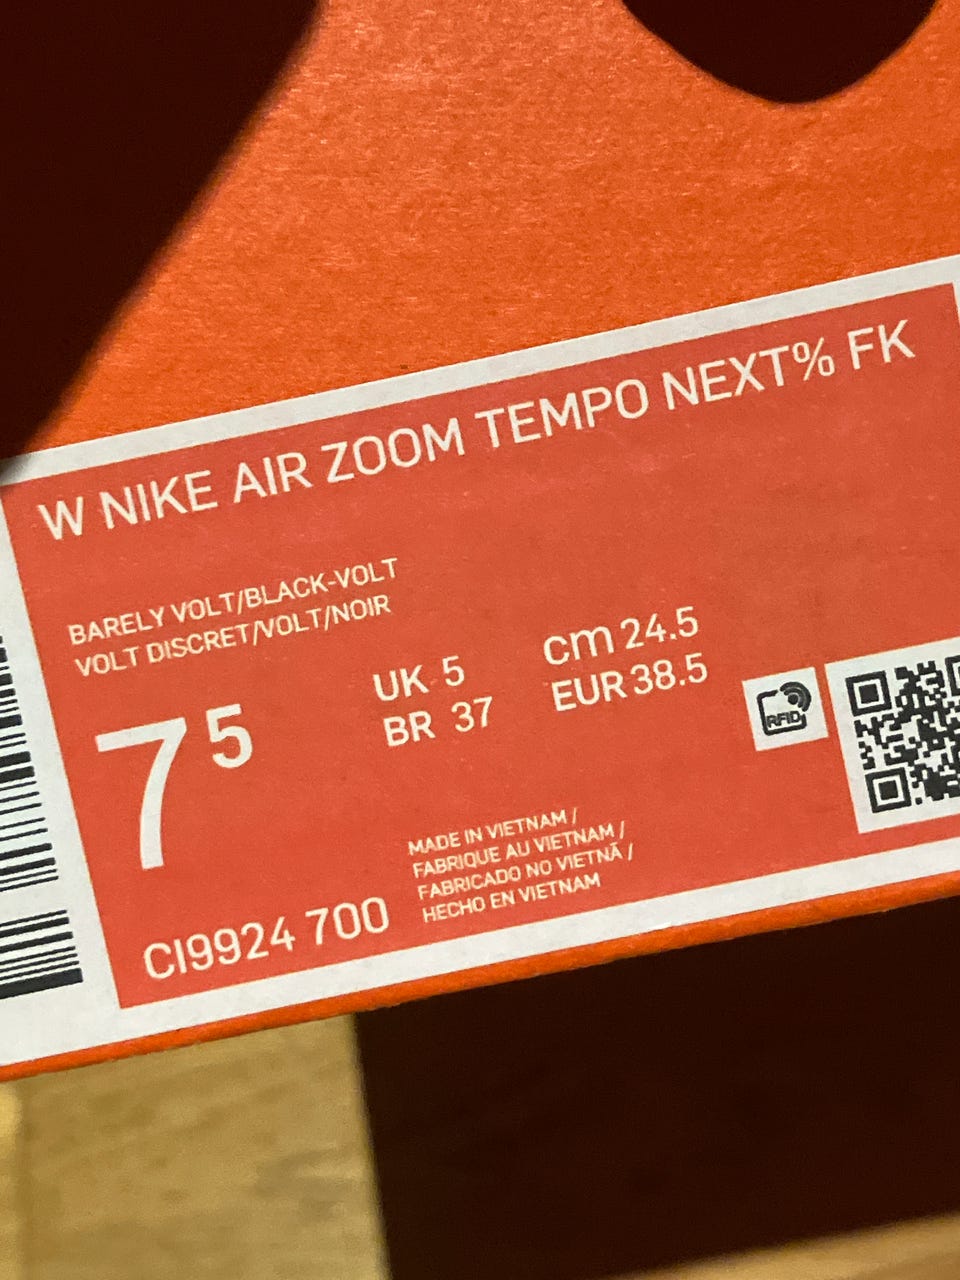 W NIKE AIR ZOOM TEMPO NEXT% FK
BARELY VOLT/BLACK-VOLT
VOLT DISCRET/VOLT/NOIR
7⁵
UK 5
BR 37
cm 24.5
EUR 38.5
RFID
MADE IN VIETNAM /
FABRIQUE AU VIETNAM /
FABRICADO NO VIETNÃ /
HECHO EN VIETNAM
CI9924 700